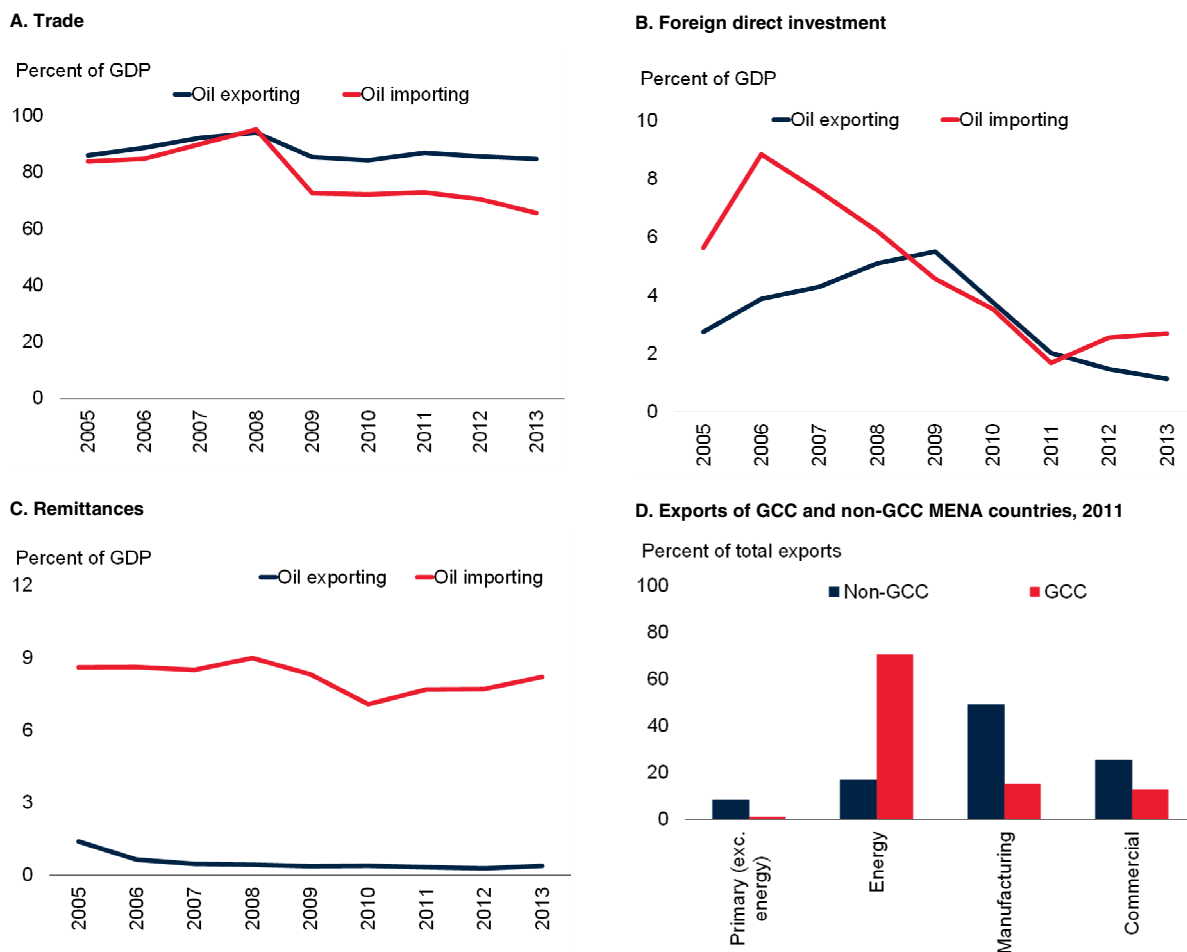 A. Trade
Percent of GDP
Oil exporting
Oil importing
100
80
60
40
20
0
2005
2006
2007
2008
2009
2010
2011
2012
2013
B. Foreign direct investment
Percent of GDP
Oil exporting
Oil importing
10
8
6
4
2
0
2005
2006
2007
2008
2009
2010
2011
2012
2013
C. Remittances
Percent of GDP
Oil exporting
Oil importing
12
9
6
3
0
2005
2006
2007
2008
2009
2010
2011
2012
2013
D. Exports of GCC and non-GCC MENA countries, 2011
Percent of total exports
Non-GCC
GCC
100
80
60
40
20
0
Primary (exc.
energy)
Energy
Manufacturing
Commercial